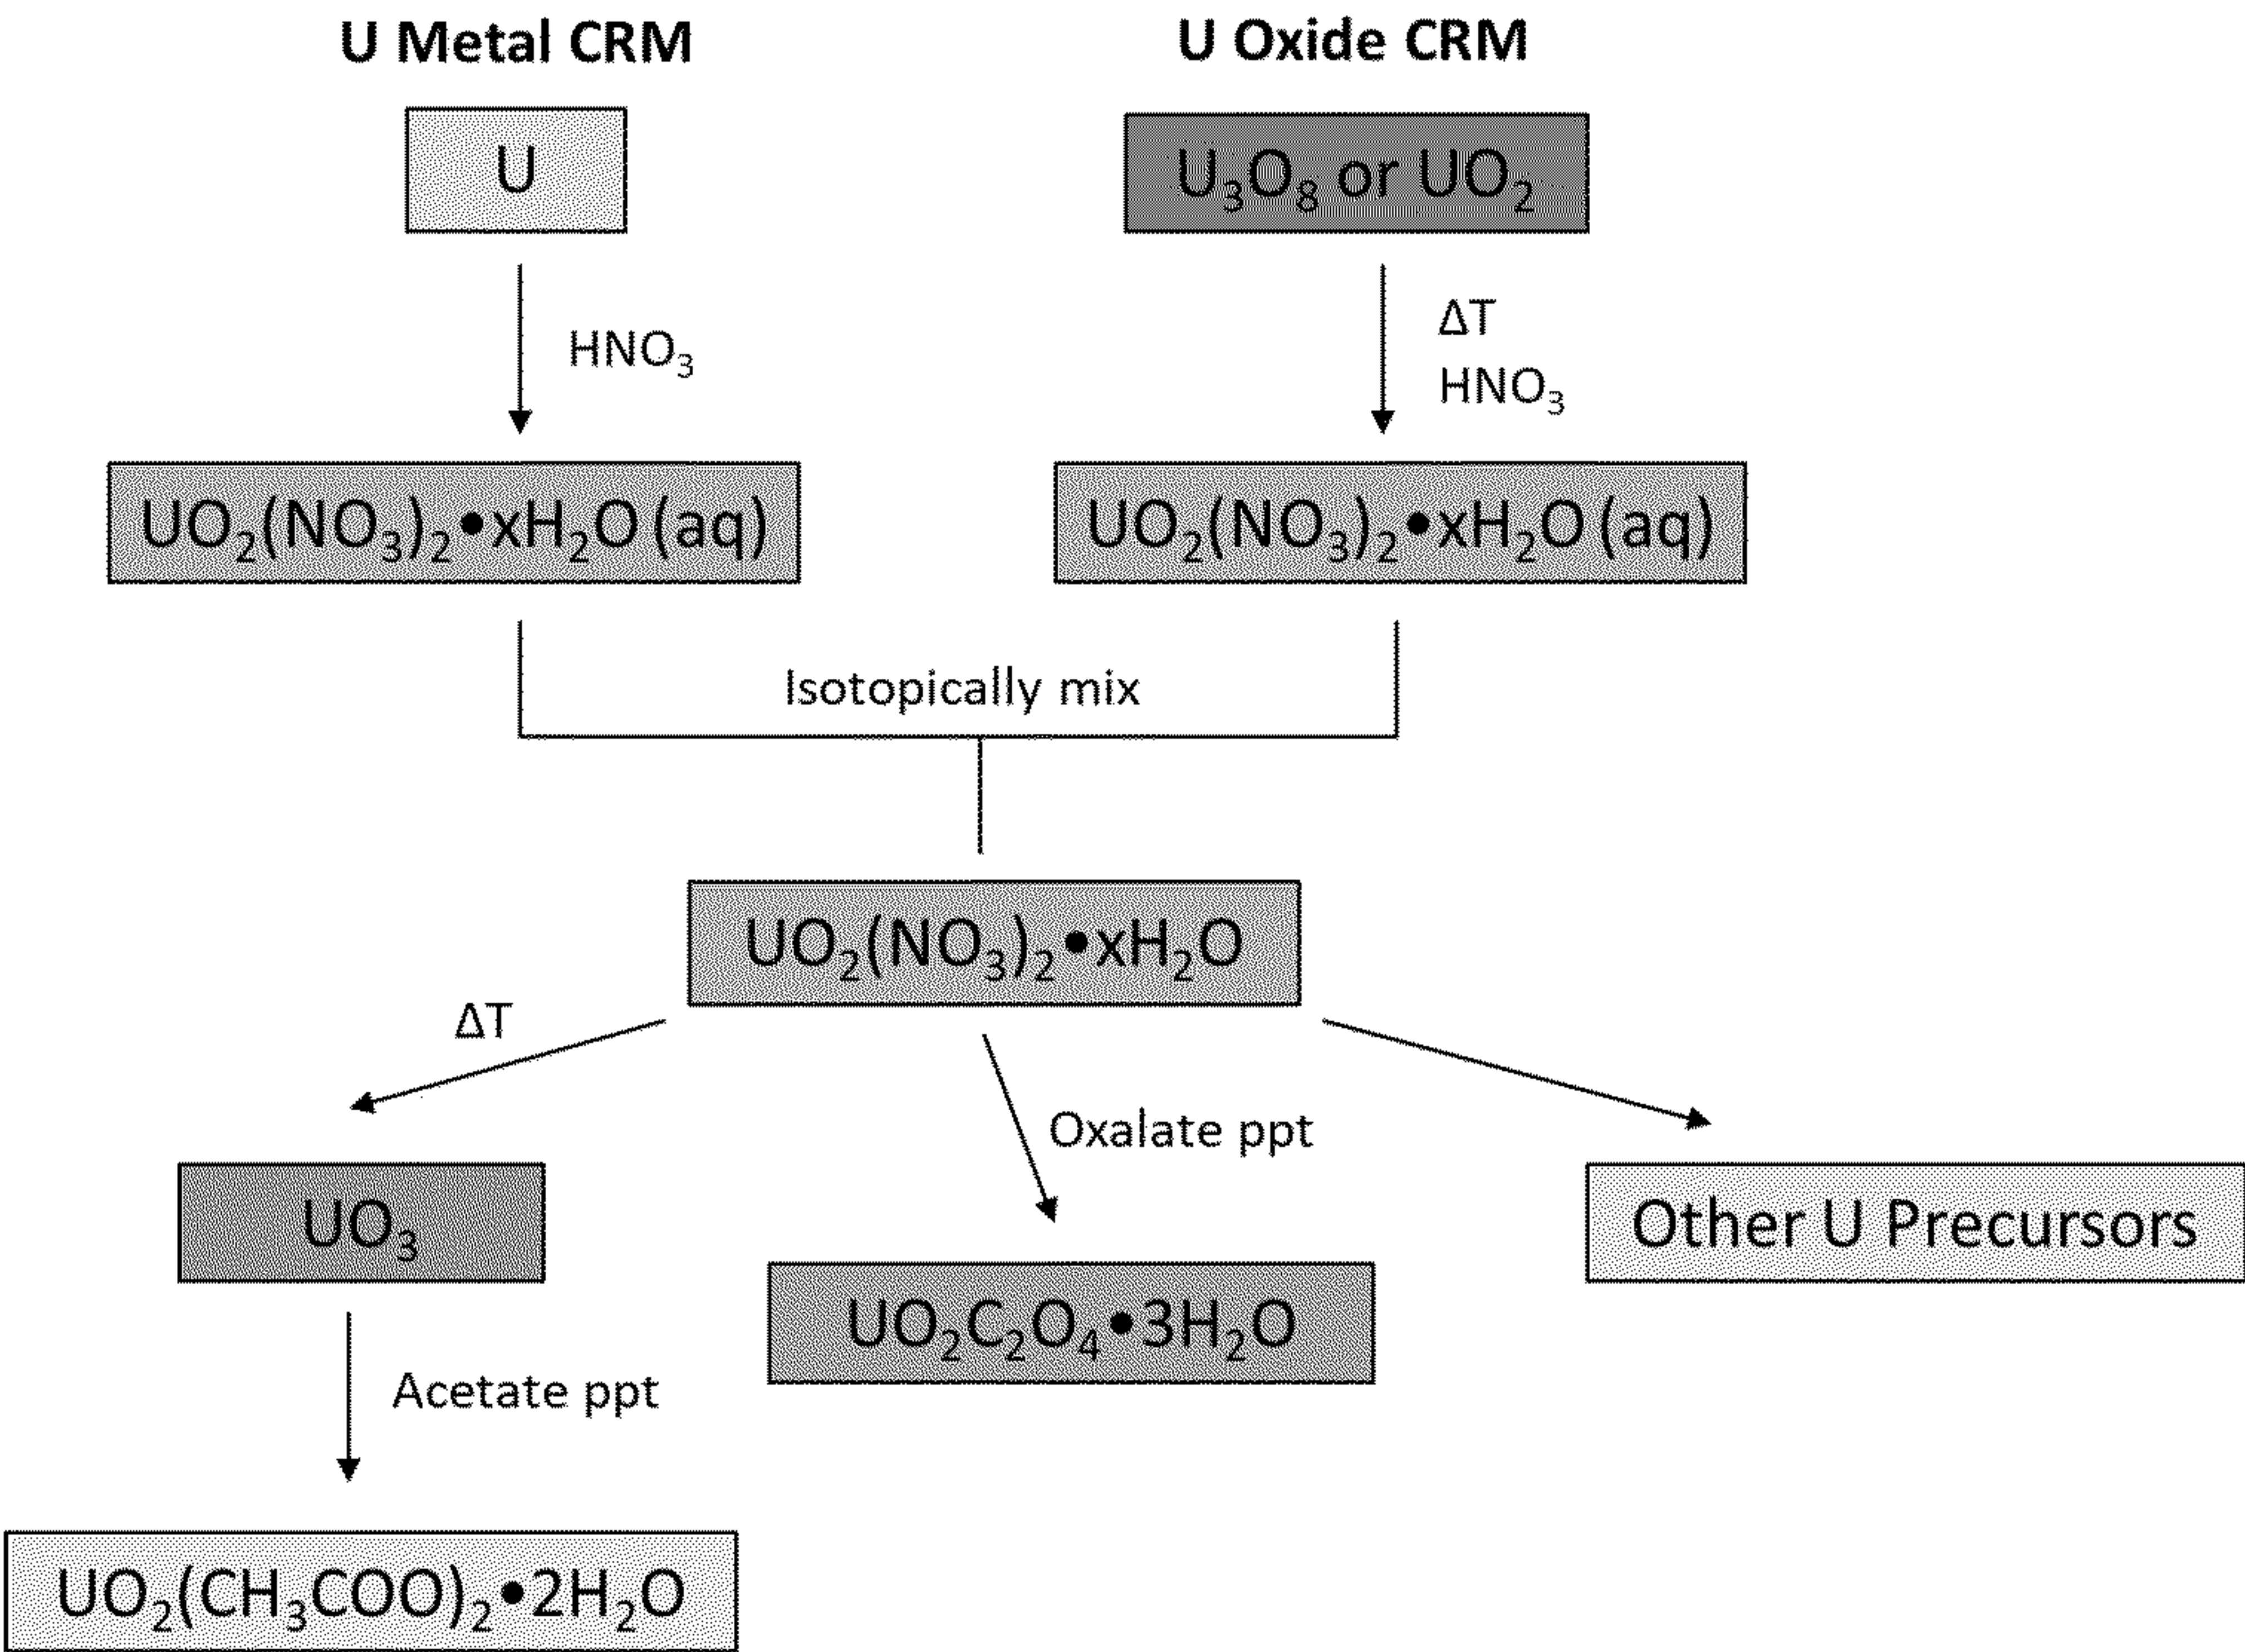 U Metal CRM
U Oxide CRM
U
U₃O₈ or UO₂
HNO₃
ΔT
HNO₃
UO₂(NO₃)₂•xH₂O (aq)
UO₂(NO₃)₂•xH₂O (aq)
Isotopically mix
UO₂(NO₃)₂•xH₂O
ΔT
Oxalate ppt
UO₃
Other U Precursors
UO₂C₂O₄•3H₂O
Acetate ppt
UO₂(CH₃COO)₂•2H₂O